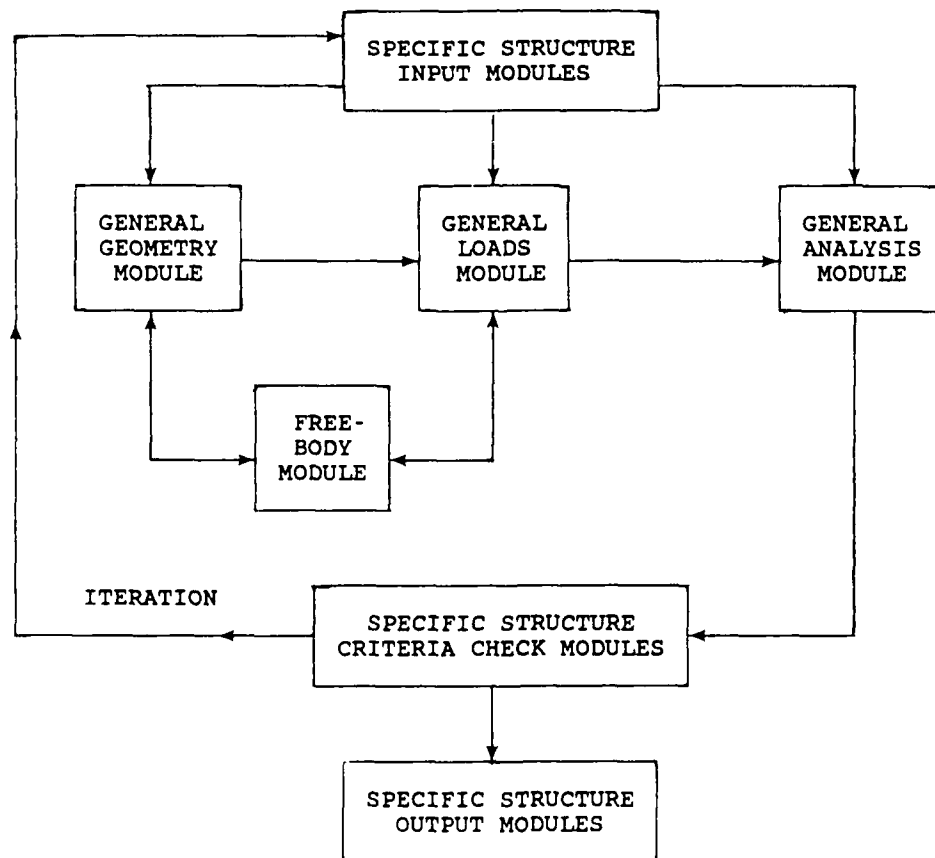 SPECIFIC STRUCTURE
INPUT MODULES
GENERAL
GEOMETRY
MODULE
GENERAL
LOADS
MODULE
GENERAL
ANALYSIS
MODULE
FREE-
BODY
MODULE
ITERATION
SPECIFIC STRUCTURE
CRITERIA CHECK MODULES
SPECIFIC STRUCTURE
OUTPUT MODULES